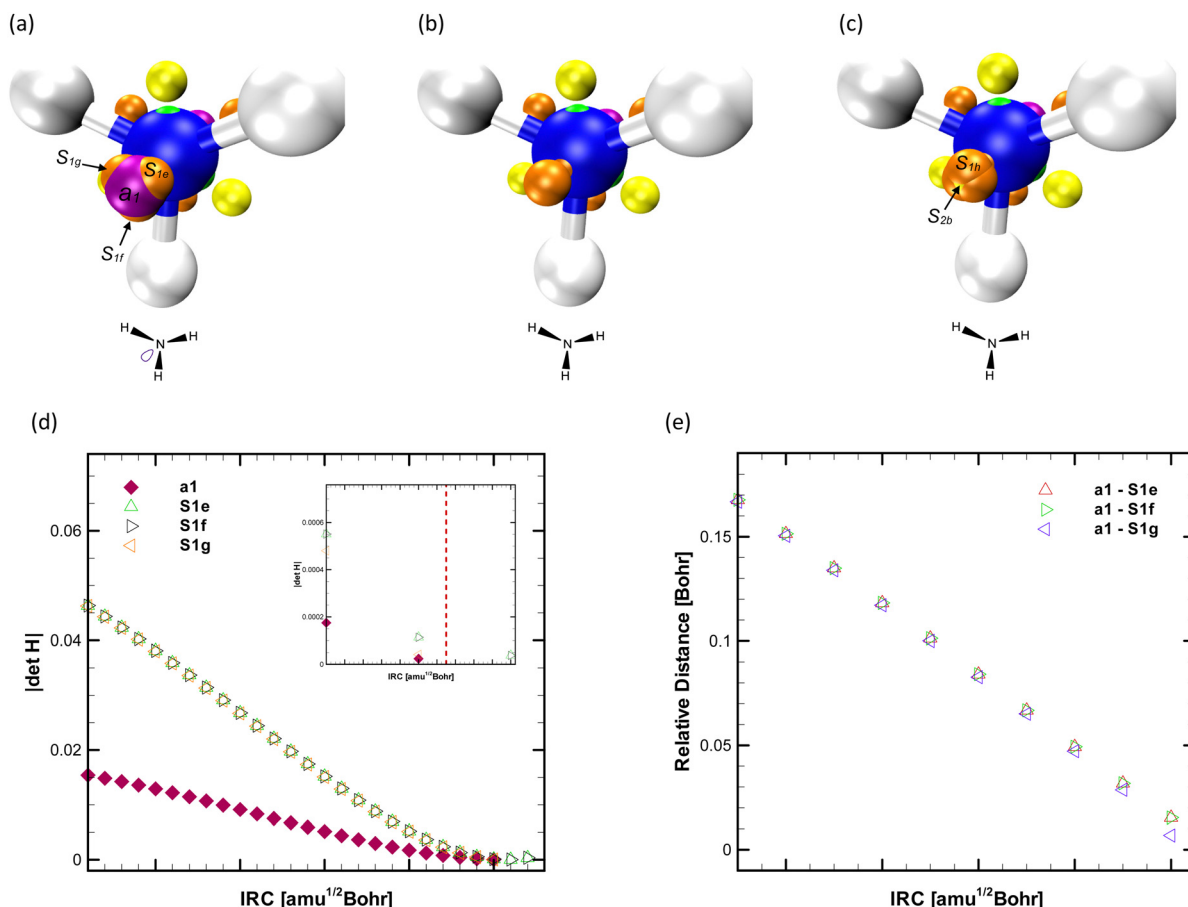 (a)
(b)
(c)
S1g
S1e
a1
S1f
S1h
S2b
H
H
N
H
H
H
N
H
H
H
N
H
(d)
(e)
a1
S1e
S1f
S1g
0.06
0.04
0.02
0
|det H|
IRC [amu1/2Bohr]
0.0006
0.0004
0.0002
0
|det H|
IRC [amu1/2Bohr]
a1 - S1e
a1 - S1f
a1 - S1g
0.15
0.1
0.05
0
Relative Distance [Bohr]
IRC [amu1/2Bohr]